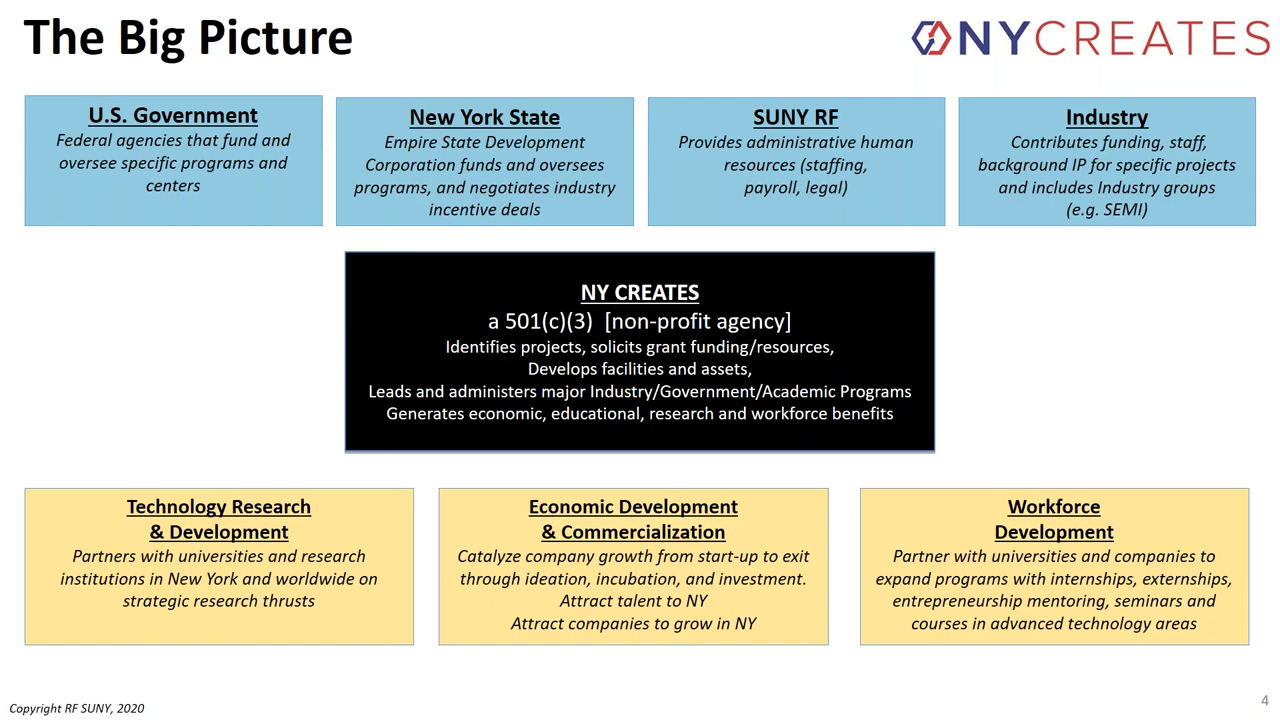 The Big Picture
NYCREATES
U.S. Government
Federal agencies that fund and
oversee specific programs and
centers
New York State
Empire State Development
Corporation funds and oversees
programs, and negotiates industry
incentive deals
SUNY RF
Provides administrative human
resources (staffing,
payroll, legal)
Industry
Contributes funding, staff,
background IP for specific projects
and includes Industry groups
(e.g. SEMI)
NY CREATES
a 501(c)(3) [non-profit agency]
Identifies projects, solicits grant funding/resources,
Develops facilities and assets,
Leads and administers major Industry/Government/Academic Programs
Generates economic, educational, research and workforce benefits
Technology Research
& Development
Partners with universities and research
institutions in New York and worldwide on
strategic research thrusts
Economic Development
& Commercialization
Catalyze company growth from start-up to exit
through ideation, incubation, and investment.
Attract talent to NY
Attract companies to grow in NY
Workforce
Development
Partner with universities and companies to
expand programs with internships, externships,
entrepreneurship mentoring, seminars and
courses in advanced technology areas
Copyright RF SUNY, 2020
4